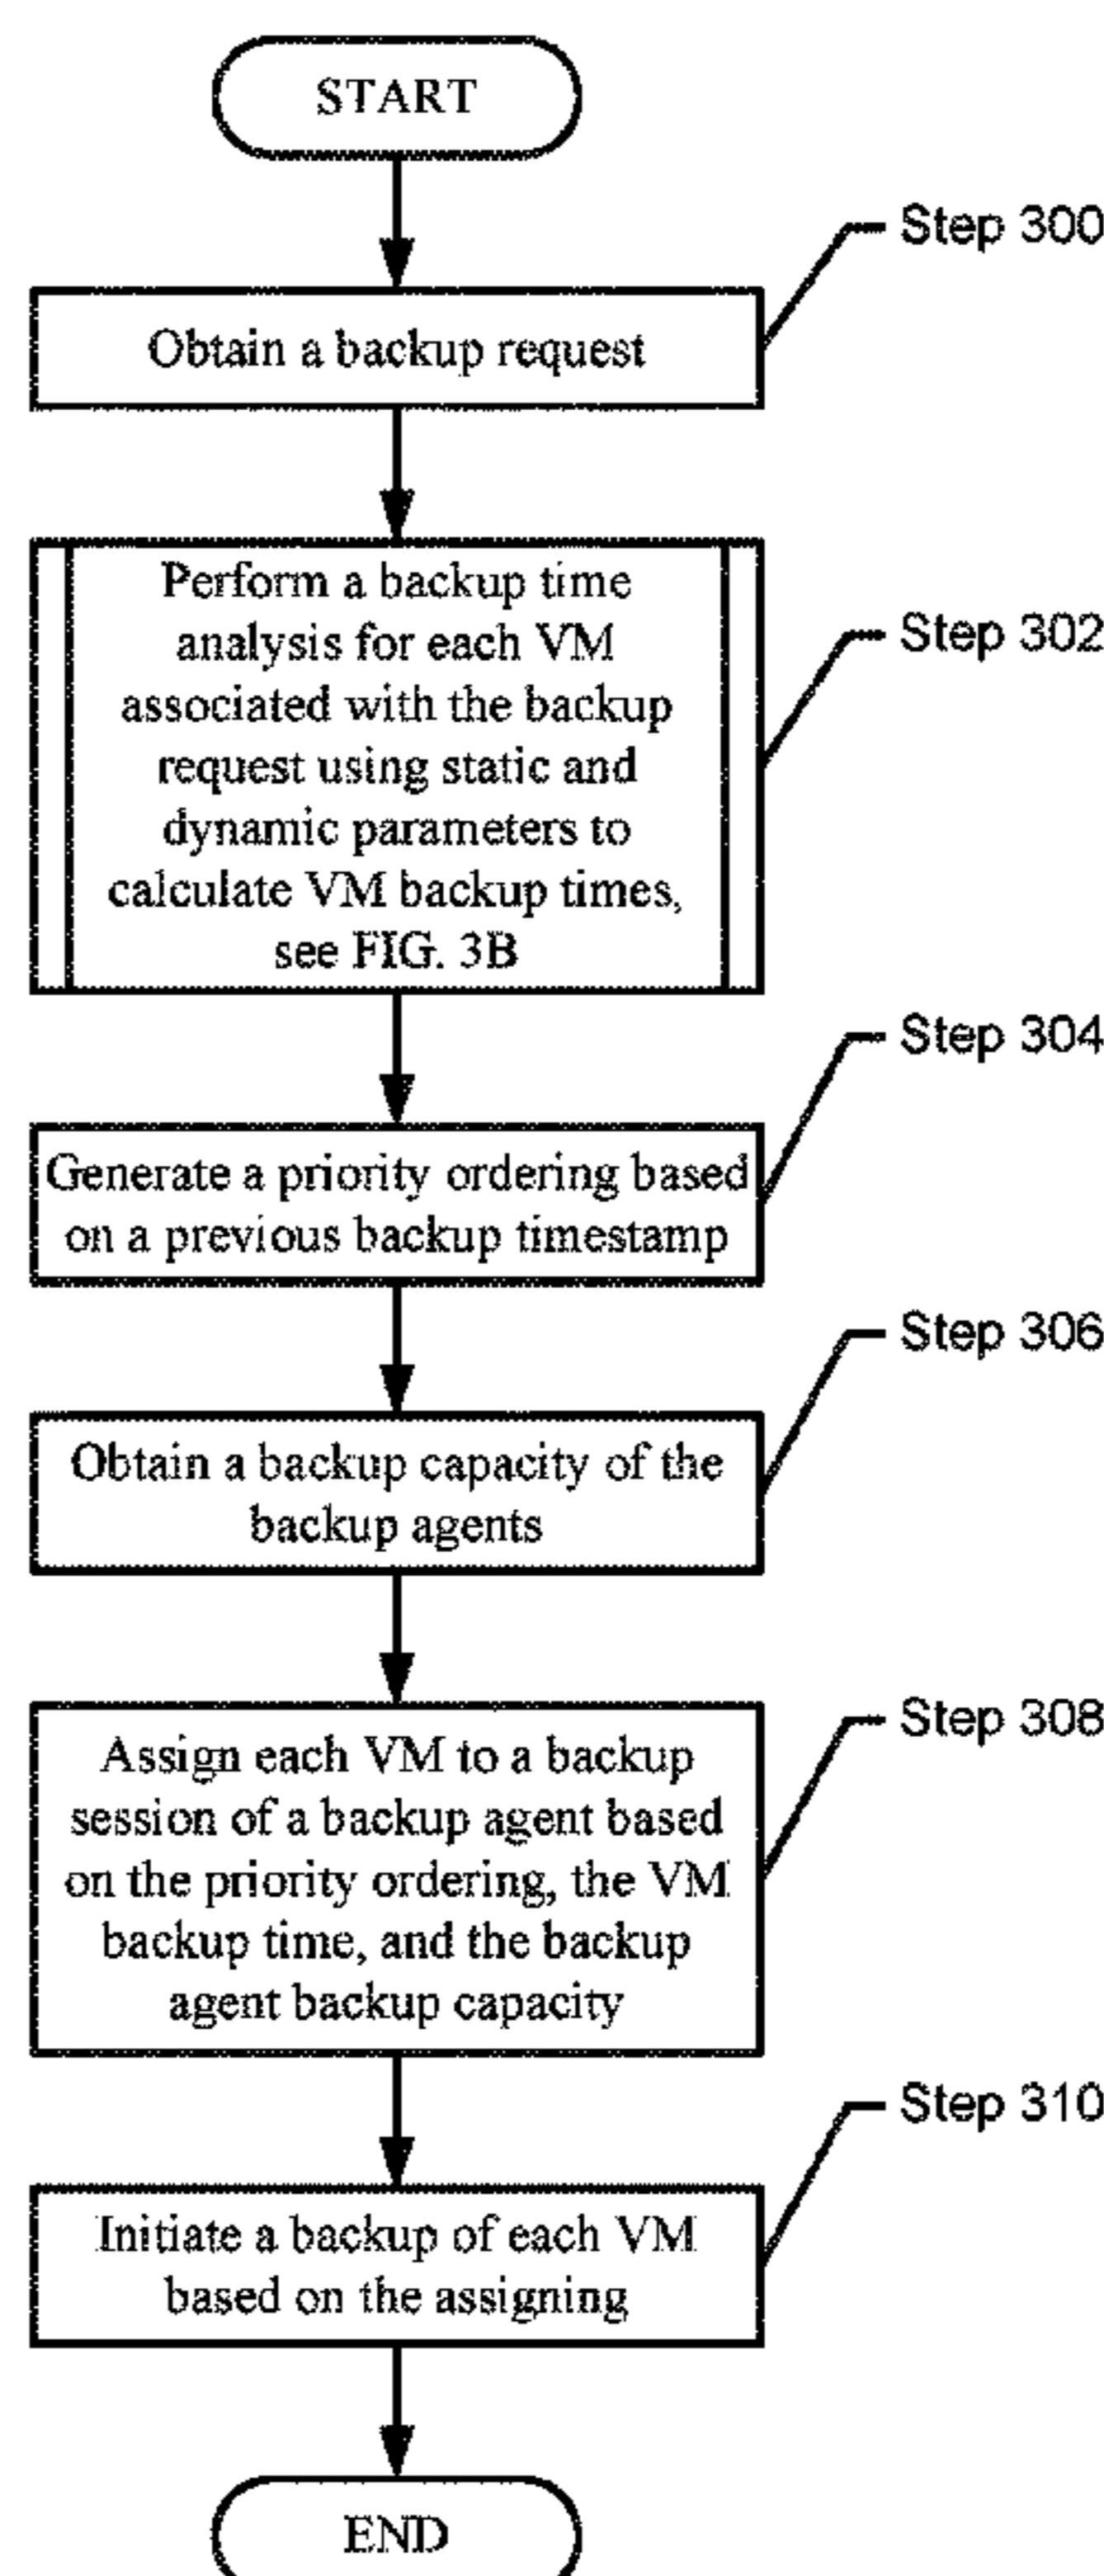 START
Step 300
Obtain a backup request
Perform a backup time
analysis for each VM
associated with the backup
request using static and
dynamic parameters to
calculate VM backup times,
see FIG. 3B
Step 302
Step 304
Generate a priority ordering based
on a previous backup timestamp
Step 306
Obtain a backup capacity of the
backup agents
Step 308
Assign each VM to a backup
session of a backup agent based
on the priority ordering, the VM
backup time, and the backup
agent backup capacity
Step 310
Initiate a backup of each VM
based on the assigning
END